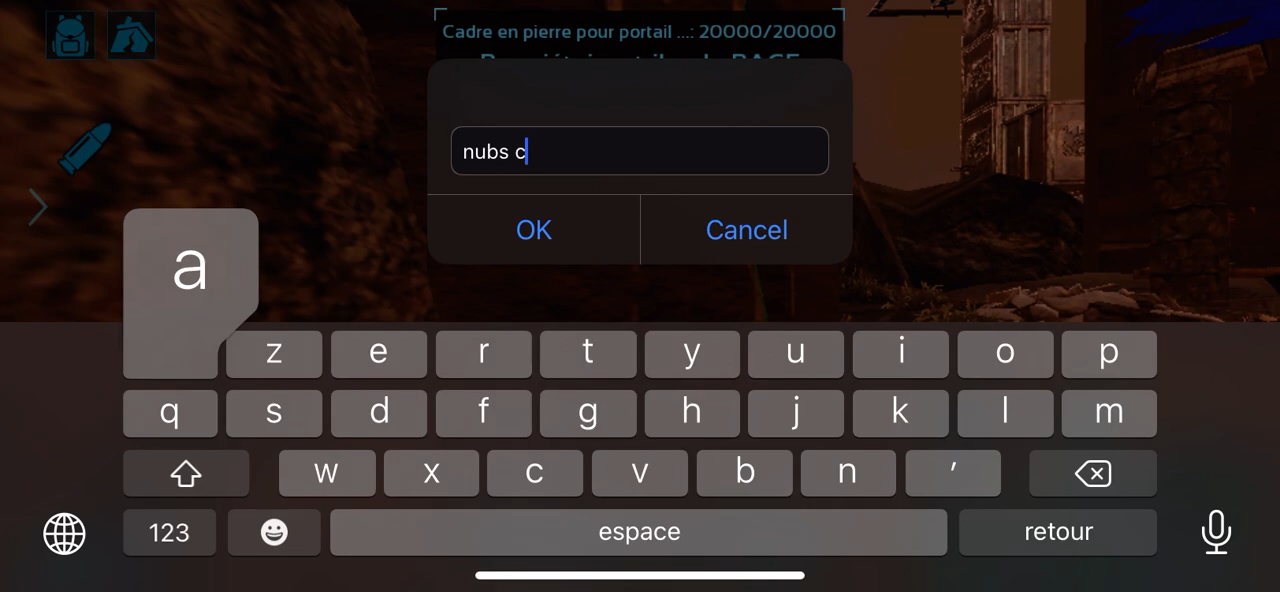 Cadre en pierre pour portail ...: 20000/20000
nubs c
OK Cancel
a
z e r t y u i o p
q s d f g h j k l m
w x c v b n ’
123 espace retour